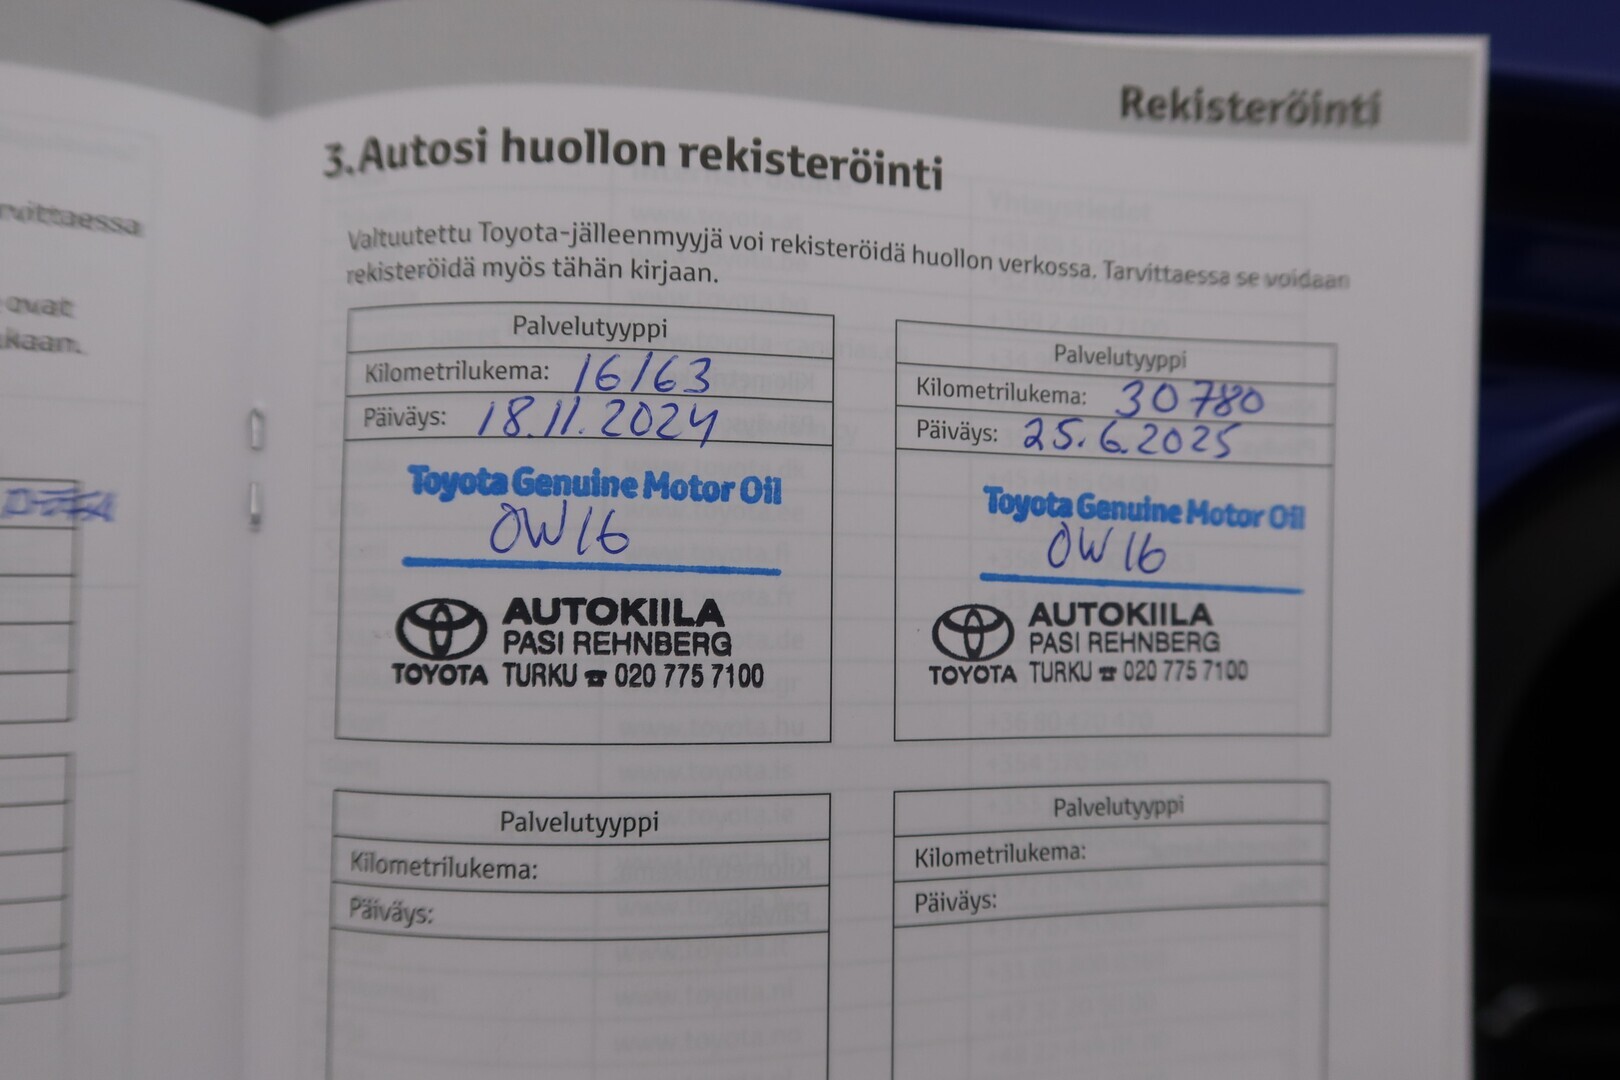 Rekisteröinti
3. Autosi huollon rekisteröinti
Valtuutettu Toyota-jälleenmyyjä voi rekisteröidä huollon verkossa. Tarvittaessa se voidaan
rekisteröidä myös tähän kirjaan.
rvittaessa
ovat
kaan.
Palvelutyyppi
Kilometrilukema: 16163
Päiväys: 18.11.2024
Toyota Genuine Motor Oil
0W16
AUTOKIILA
PASI REHNBERG
TOYOTA TURKU ☎ 020 775 7100
Palvelutyyppi
Kilometrilukema: 30780
Päiväys: 25.6.2025
Toyota Genuine Motor Oil
0W16
AUTOKIILA
PASI REHNBERG
TOYOTA TURKU ☎ 020 775 7100
Palvelutyyppi
Kilometrilukema:
Päiväys:
Palvelutyyppi
Kilometrilukema:
Päiväys: